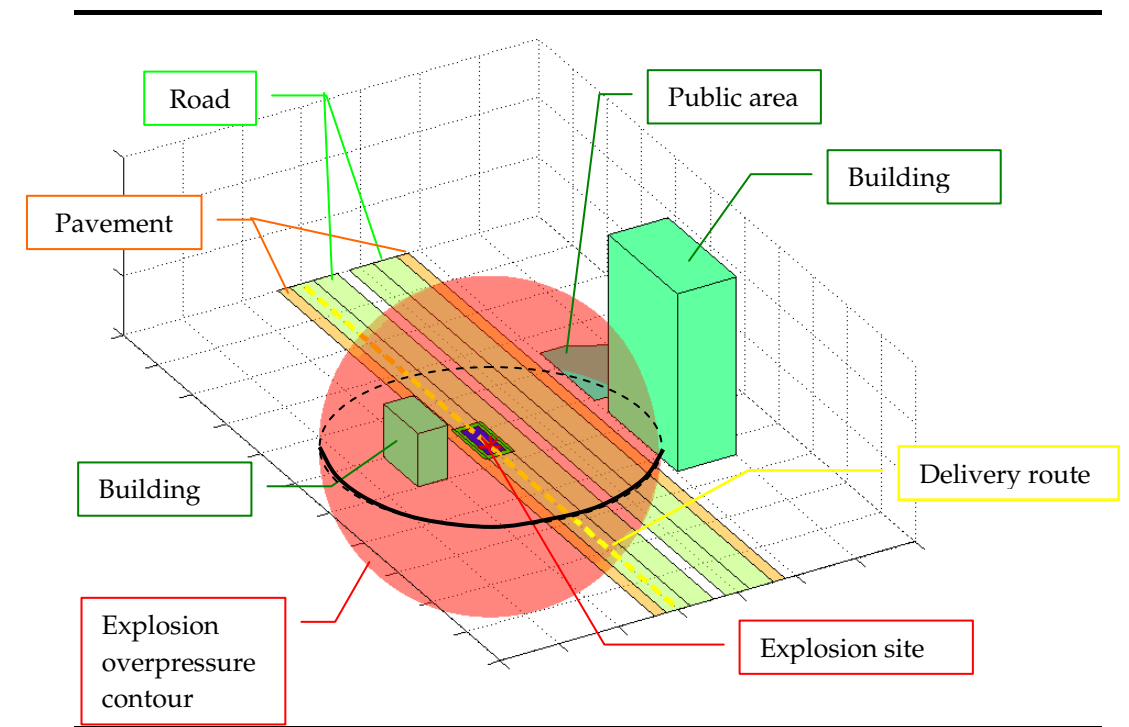 Road
Public area
Building
Pavement
Building
Delivery route
Explosion
overpressure
contour
Explosion site